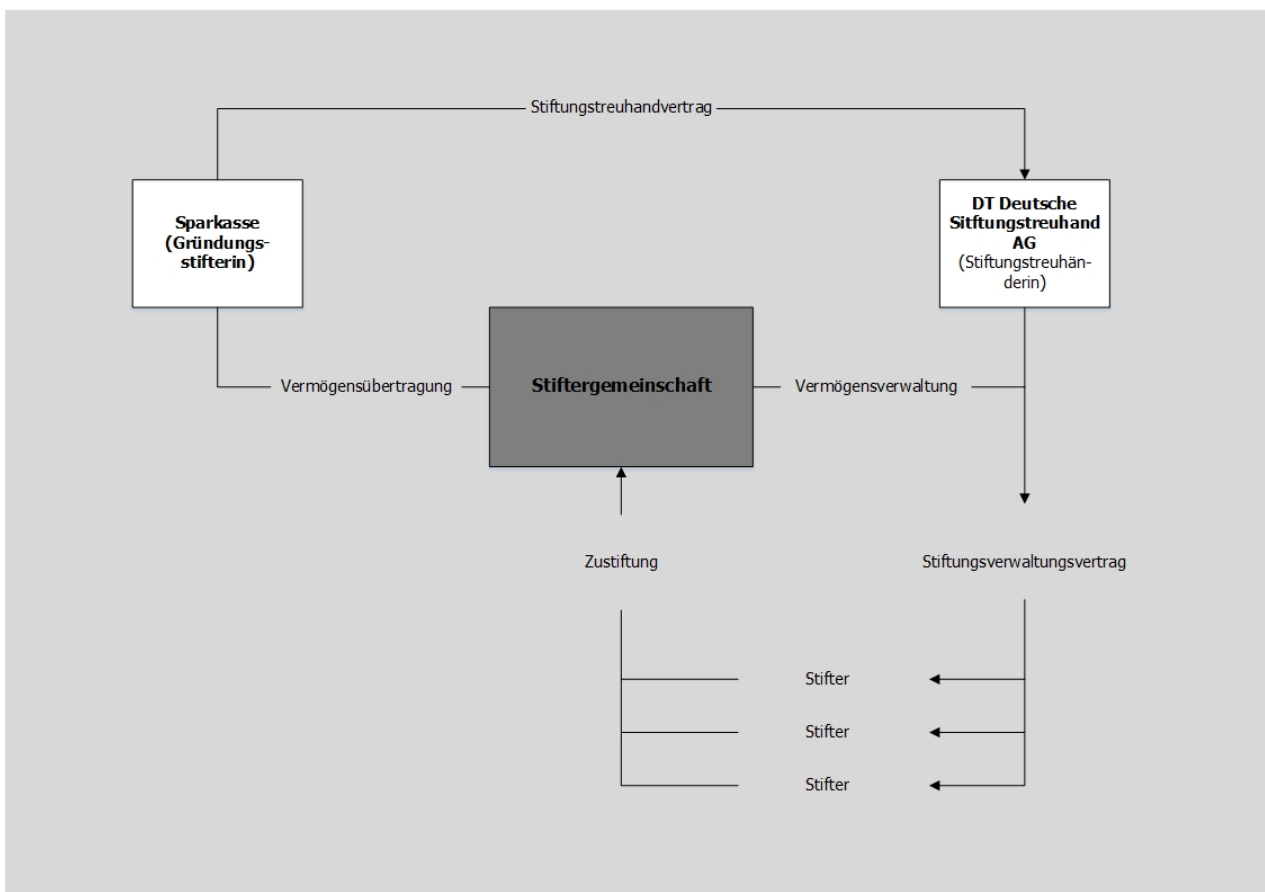 Stiftungstreuhandvertrag
Sparkasse
(Gründungs-
stifterin)
DT Deutsche
Sitftungstreuhand
AG
(Stiftungstreuhän-
derin)
Vermögensübertragung
Stiftergemeinschaft
Vermögensverwaltung
Zustiftung
Stiftungsverwaltungsvertrag
Stifter
Stifter
Stifter